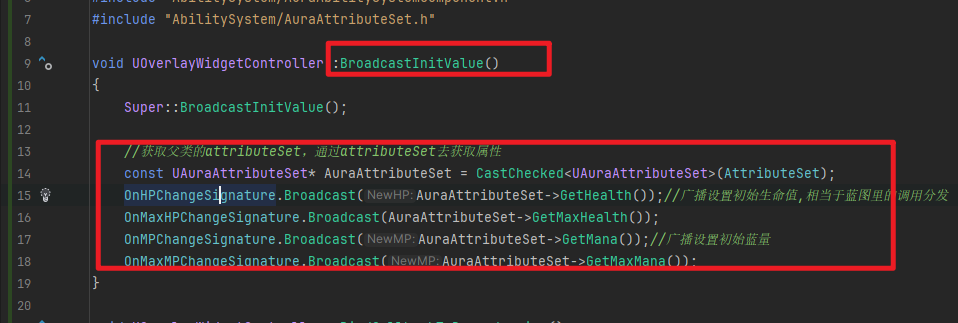 6 #include "AbilitySystem/AuraAbilitySystemComponent.h"
7 #include "AbilitySystem/AuraAttributeSet.h"
8
9 void UOverlayWidgetController::BroadcastInitValue()
10 {
11 Super::BroadcastInitValue();
12
13 //获取父类的attributeSet，通过attributeSet去获取属性
14 const UAuraAttributeSet* AuraAttributeSet = CastChecked<UAuraAttributeSet>(AttributeSet);
15 OnHPChangeSignature.Broadcast( NewHP: AuraAttributeSet->GetHealth());//广播设置初始生命值,相当于蓝图里的调用分发
16 OnMaxHPChangeSignature.Broadcast(AuraAttributeSet->GetMaxHealth());
17 OnMPChangeSignature.Broadcast( NewMP: AuraAttributeSet->GetMana());//广播设置初始蓝量
18 OnMaxMPChangeSignature.Broadcast( NewMP: AuraAttributeSet->GetMaxMana());
19 }
20